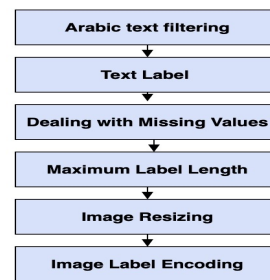 Arabic text filtering
Text Label
Dealing with Missing Values
Maximum Label Length
Image Resizing
Image Label Encoding